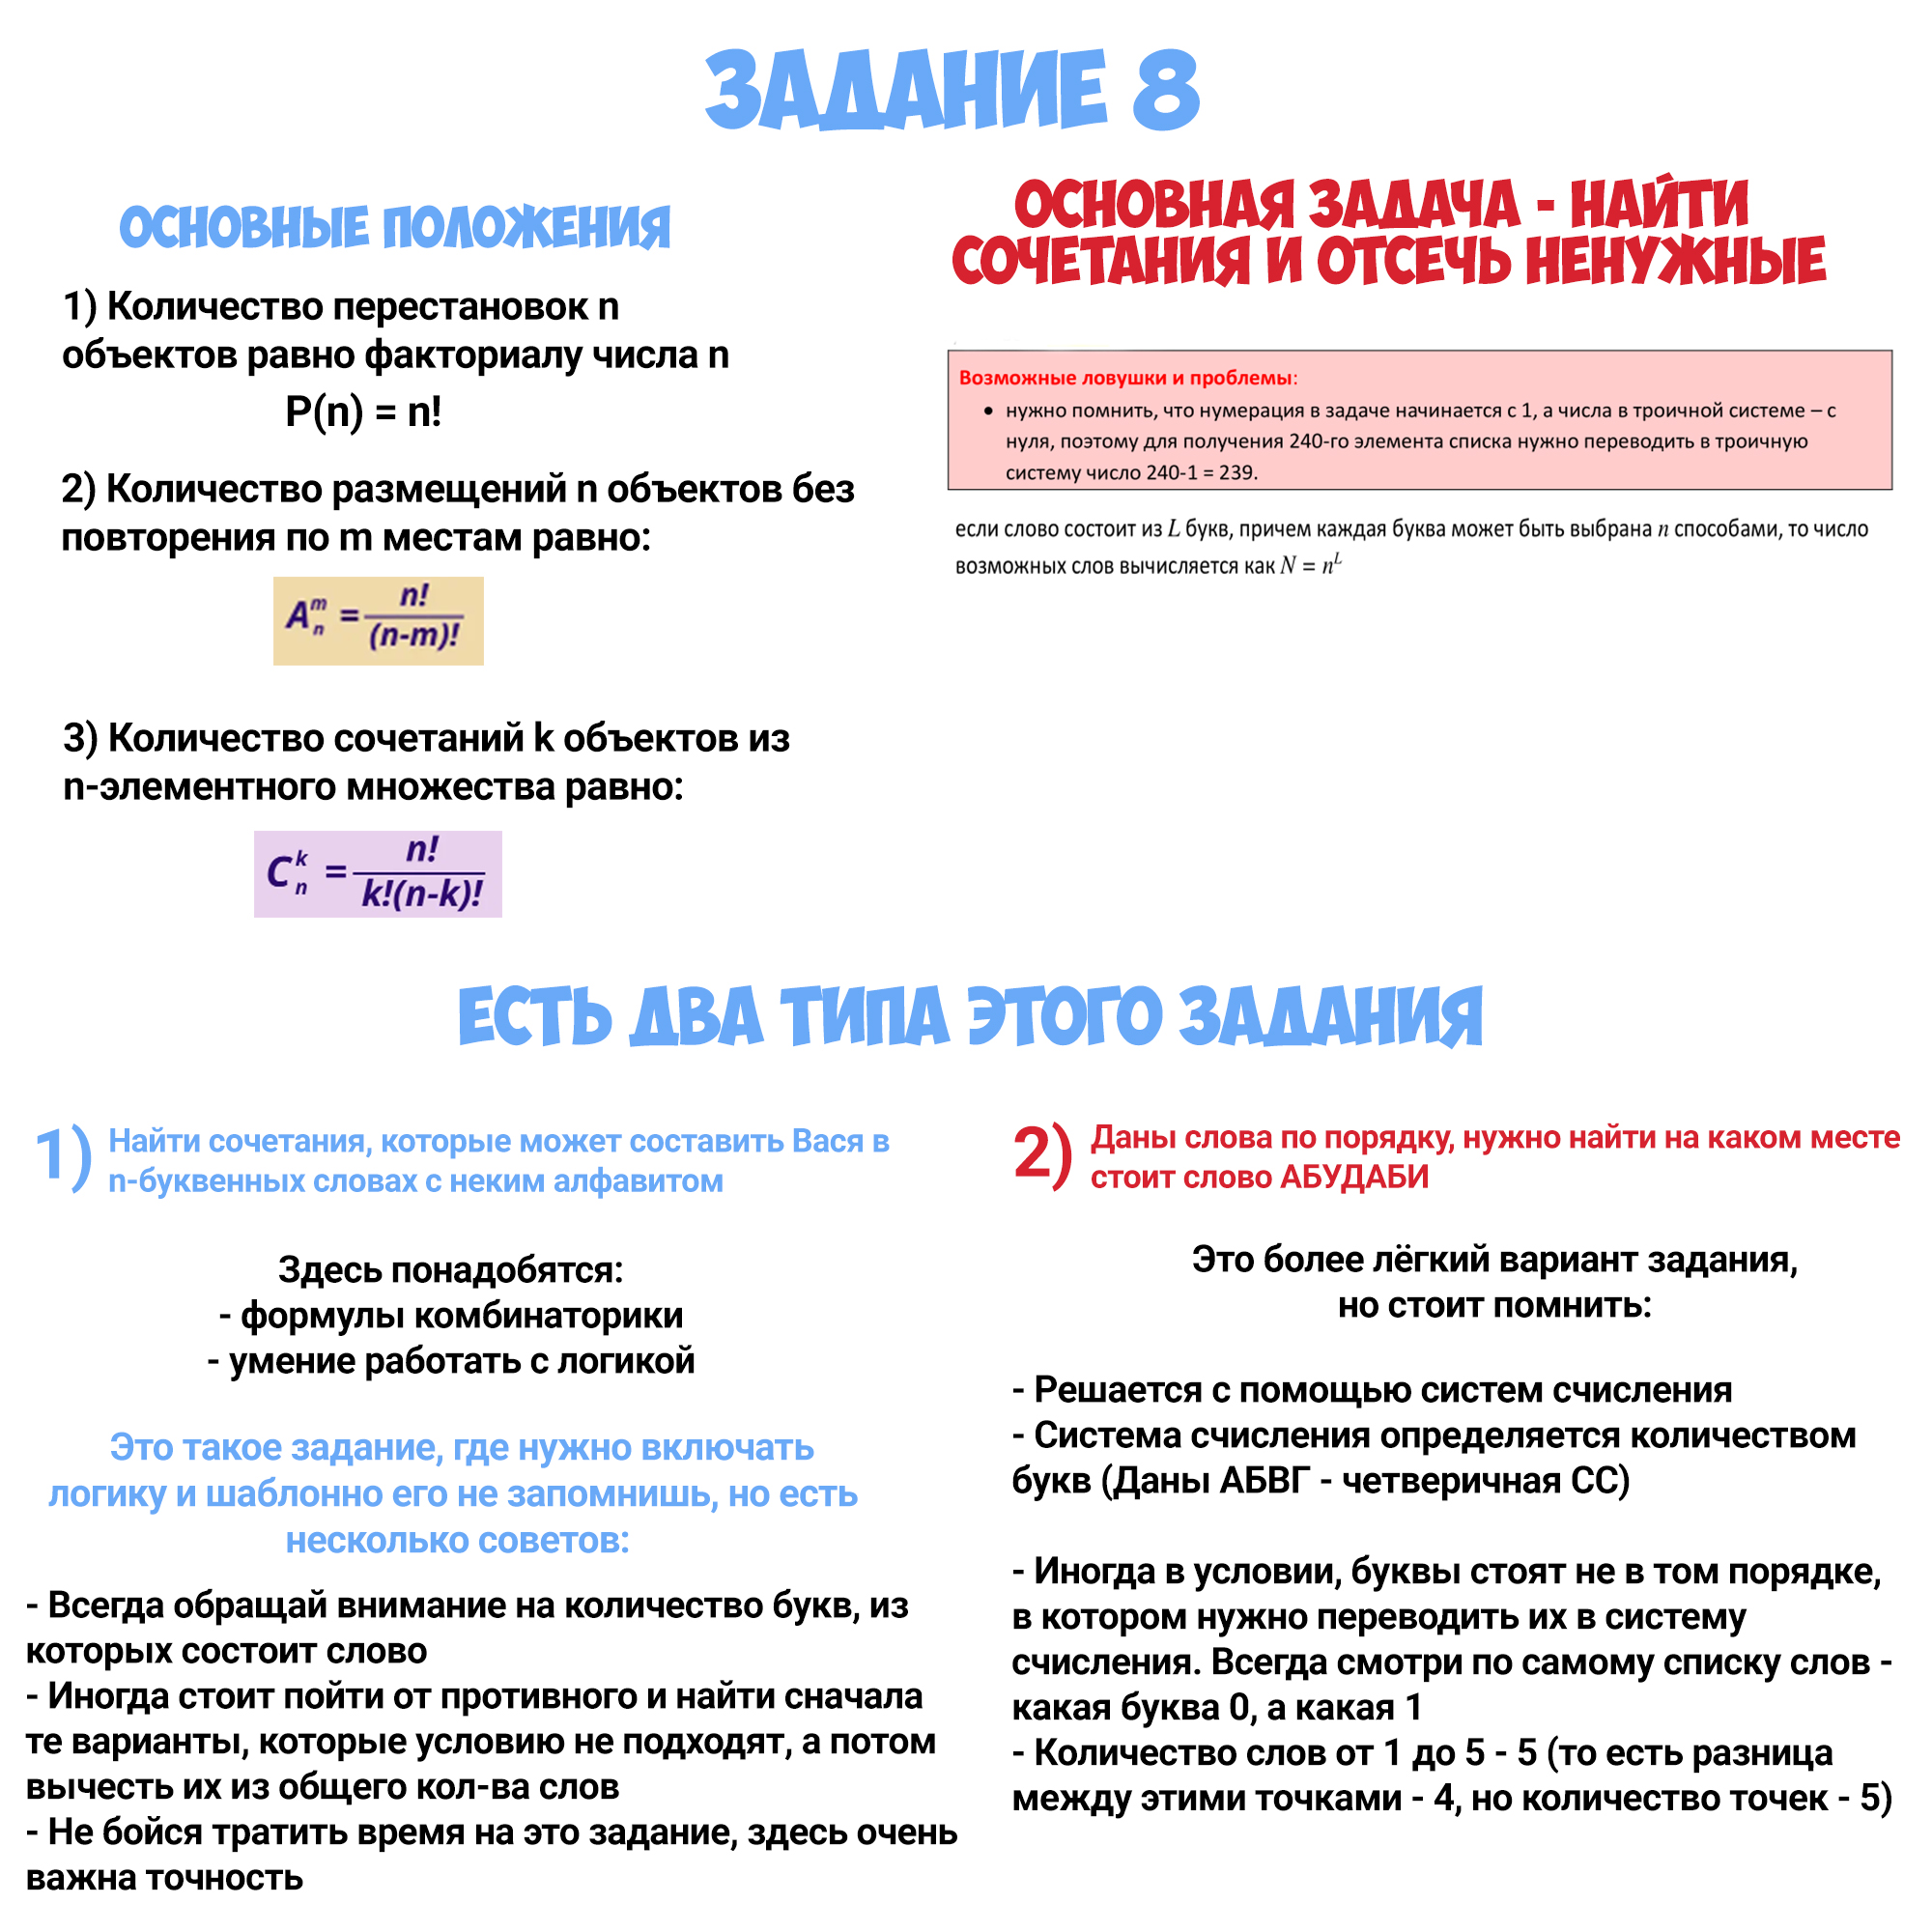 ЗАДАНИЕ 8
ОСНОВНЫЕ ПОЛОЖЕНИЯ
1) Количество перестановок n
объектов равно факториалу числа n
P(n) = n!
2) Количество размещений n объектов без
повторения по m местам равно:
A_n^m = n!/(n-m)!
3) Количество сочетаний k объектов из
n-элементного множества равно:
C_n^k = n!/k!(n-k)!
ОСНОВНАЯ ЗАДАЧА - НАЙТИ
СОЧЕТАНИЯ И ОТСЕЧЬ НЕНУЖНЫЕ
Возможные ловушки и проблемы:
• нужно помнить, что нумерация в задаче начинается с 1, а числа в троичной системе – с
нуля, поэтому для получения 240-го элемента списка нужно переводить в троичную
систему число 240-1 = 239.
если слово состоит из L букв, причем каждая буква может быть выбрана n способами, то число
возможных слов вычисляется как N = n^L
ЕСТЬ ДВА ТИПА ЭТОГО ЗАДАНИЯ
1) Найти сочетания, которые может составить Вася в
n-буквенных словах с неким алфавитом
Здесь понадобятся:
- формулы комбинаторики
- умение работать с логикой
Это такое задание, где нужно включать
логику и шаблонно его не запомнишь, но есть
несколько советов:
- Всегда обращай внимание на количество букв, из
которых состоит слово
- Иногда стоит пойти от противного и найти сначала
те варианты, которые условию не подходят, а потом
вычесть их из общего кол-ва слов
- Не бойся тратить время на это задание, здесь очень
важна точность
2) Даны слова по порядку, нужно найти на каком месте
стоит слово АБУДАБИ
Это более лёгкий вариант задания,
но стоит помнить:
- Решается с помощью систем счисления
- Система счисления определяется количеством
букв (Даны АБВГ - четверичная СС)
- Иногда в условии, буквы стоят не в том порядке,
в котором нужно переводить их в систему
счисления. Всегда смотри по самому списку слов -
какая буква 0, а какая 1
- Количество слов от 1 до 5 - 5 (то есть разница
между этими точками - 4, но количество точек - 5)